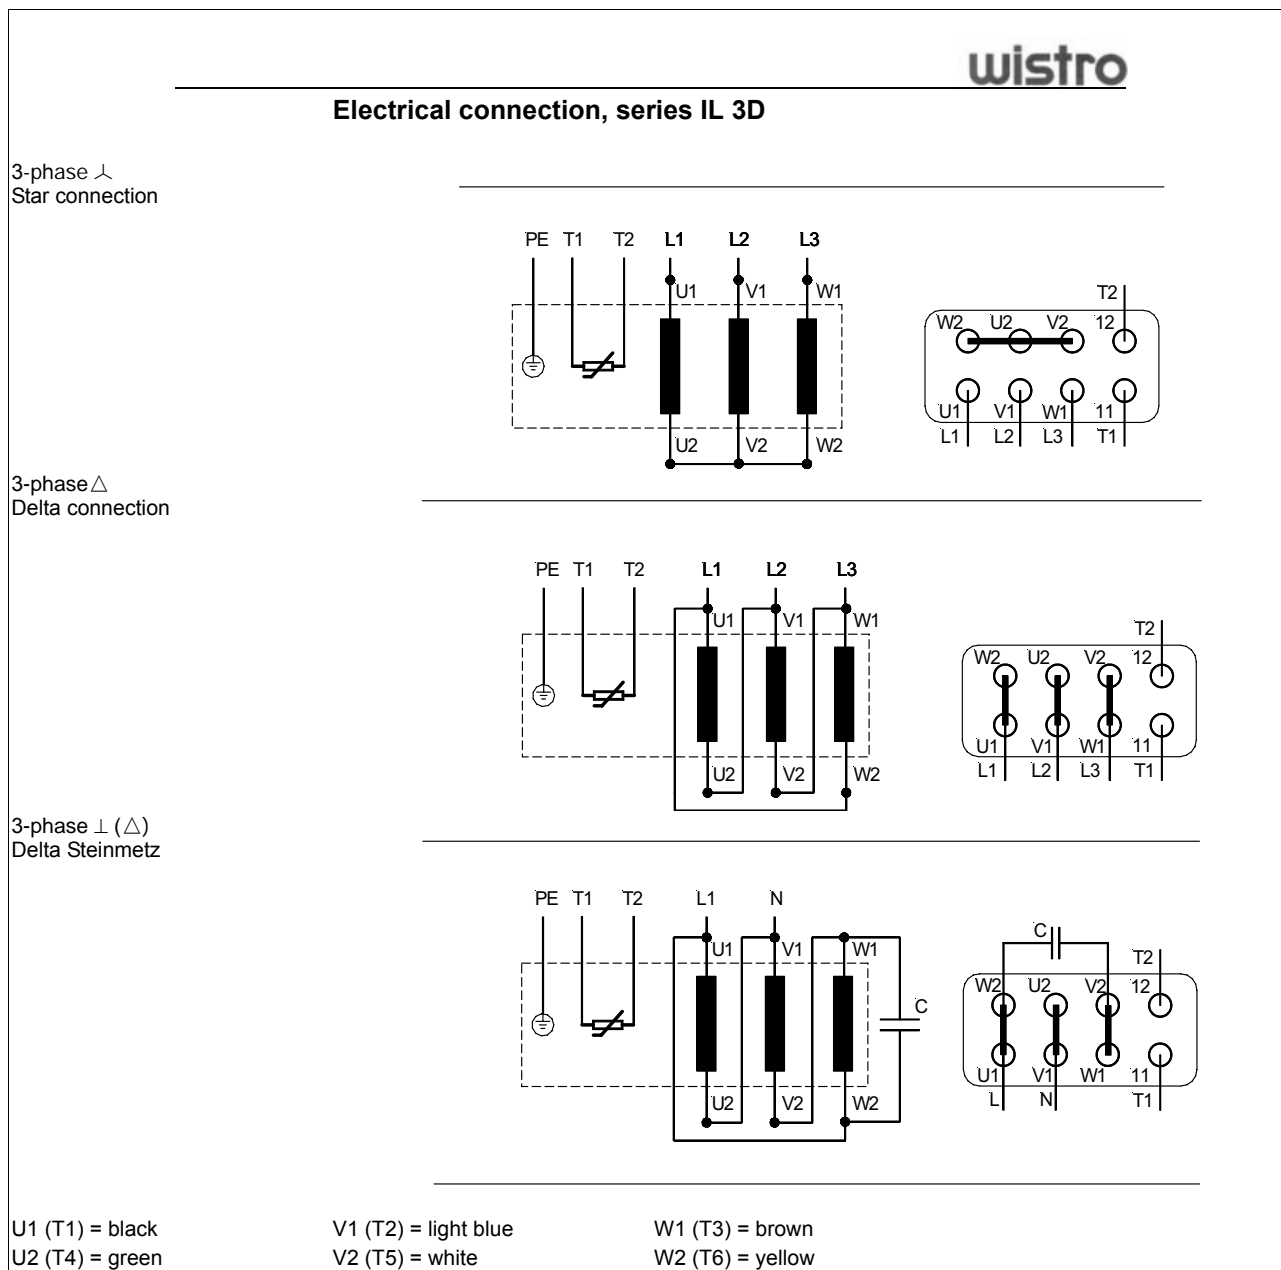 wistro
Electrical connection, series IL 3D
3-phase ⅄
Star connection
PE T1 T2 L1 L2 L3
U1 V1 W1
U2 V2 W2
T2
W2 U2 V2 12
U1 V1 W1 11
L1 L2 L3 T1
3-phase △
Delta connection
PE T1 T2 L1 L2 L3
U1 V1 W1
U2 V2 W2
T2
W2 U2 V2 12
U1 V1 W1 11
L1 L2 L3 T1
3-phase ⊥ (△)
Delta Steinmetz
PE T1 T2 L1 N
U1 V1 W1
C
U2 V2 W2
C
T2
W2 U2 V2 12
U1 V1 W1 11
L N T1
U1 (T1) = black V1 (T2) = light blue W1 (T3) = brown
U2 (T4) = green V2 (T5) = white W2 (T6) = yellow